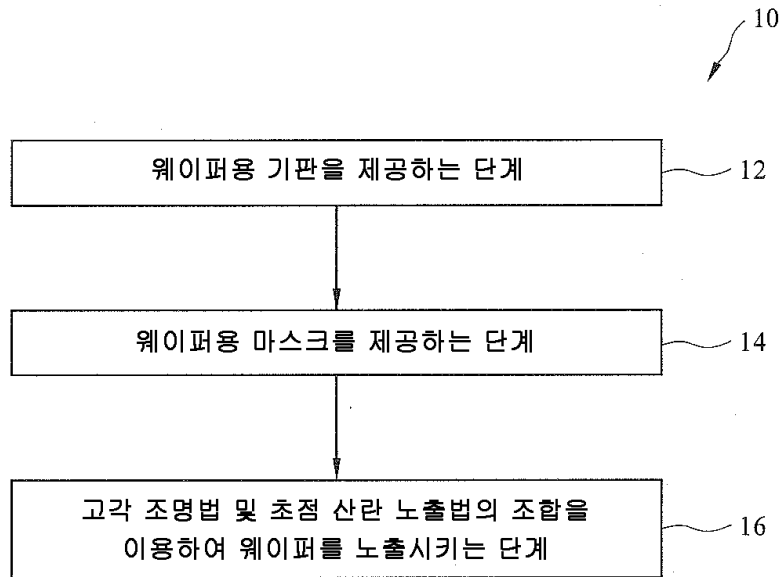 10
웨이퍼용 기판을 제공하는 단계
12
웨이퍼용 마스크를 제공하는 단계
14
고각 조명법 및 초점 산란 노출법의 조합을
이용하여 웨이퍼를 노출시키는 단계
16